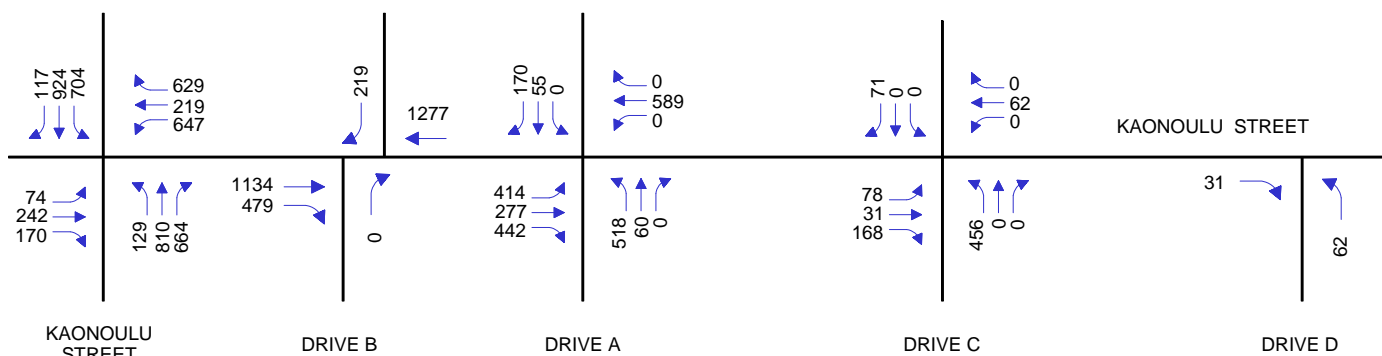 117 924 704
629
219
647
219
1277
170 55 0
0
589
0
71 0 0
0
62
0
KAONOULU STREET
74
242
170
129 810 664
1134
479
0
414
277
442
518 60 0
78
31
168
456 0 0
31
62
KAONOULU
STREET
DRIVE B
DRIVE A
DRIVE C
DRIVE D